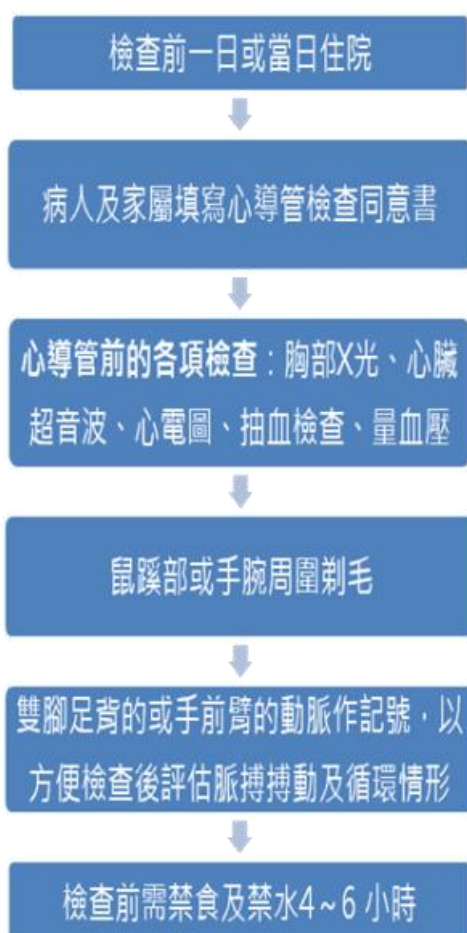 檢查前一日或當日住院
病人及家屬填寫心導管檢查同意書
心導管前的各項檢查：胸部X光、心臟
超音波、心電圖、抽血檢查、量血壓
鼠蹊部或手腕周圍剃毛
雙腳足背的或手前臂的動脈作記號，以
方便檢查後評估脈搏搏動及循環情形
檢查前需禁食及禁水4～6 小時